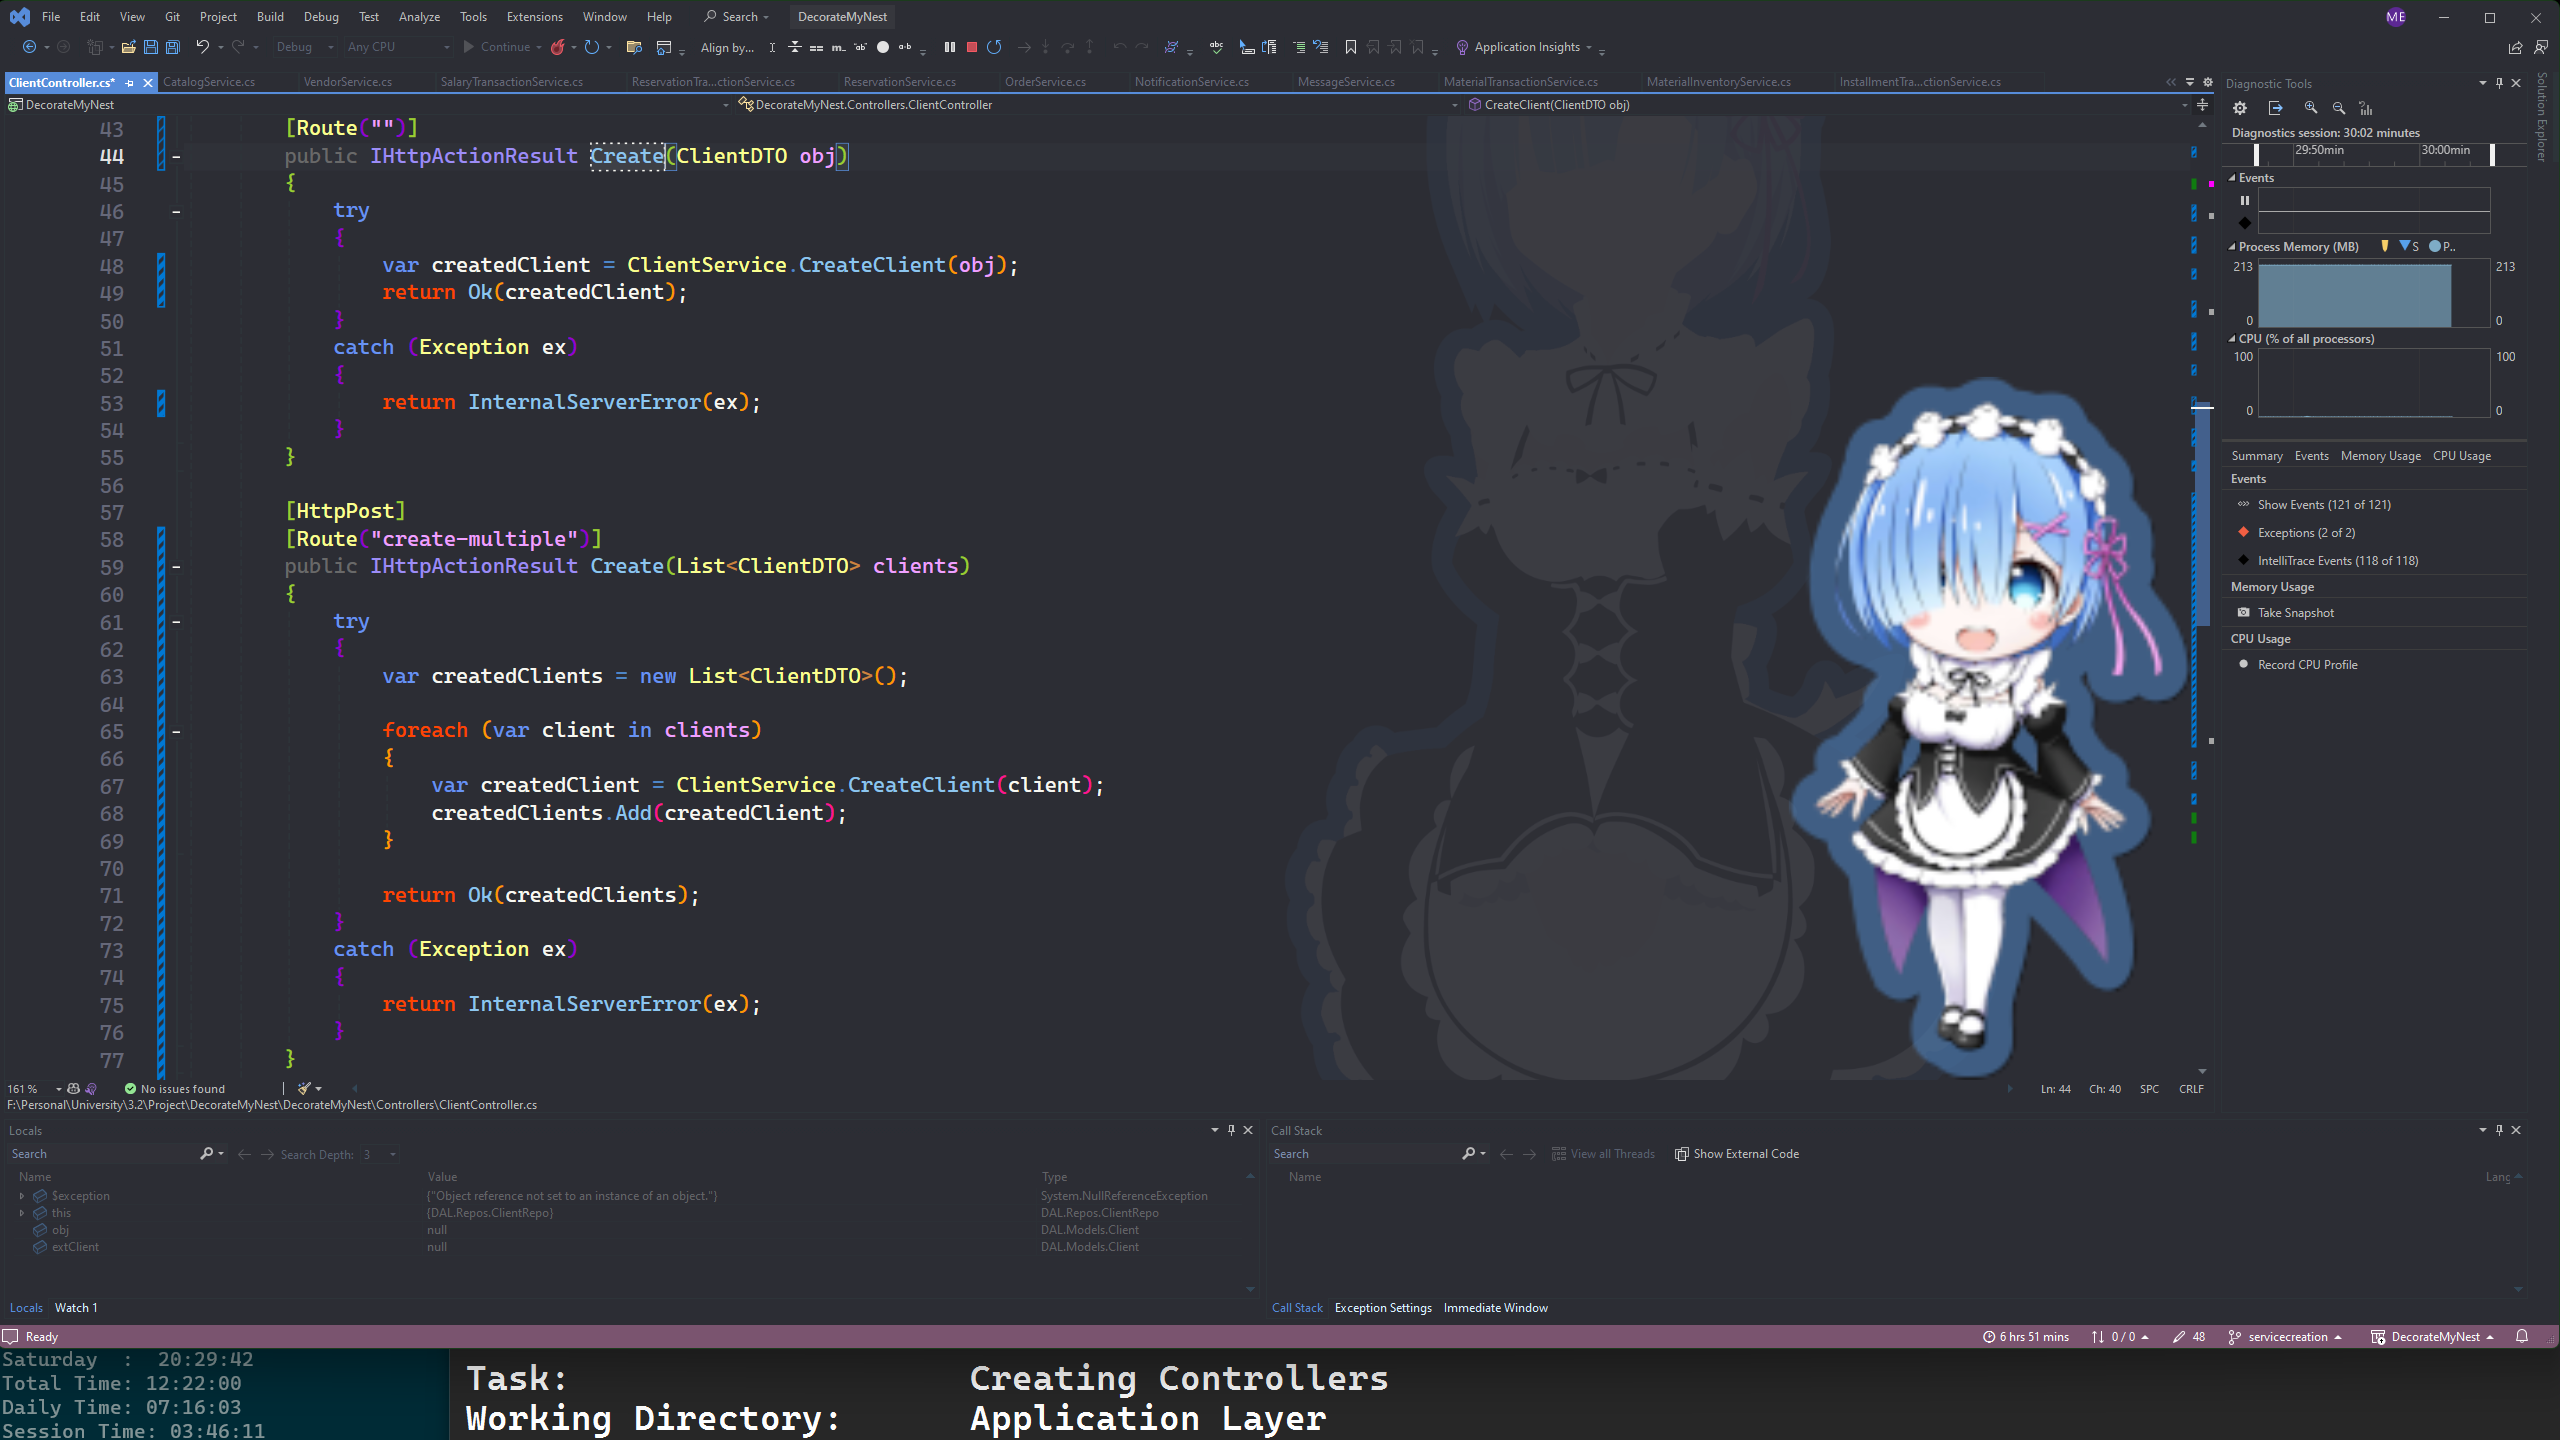 File Edit View Git Project Build Debug Test Analyze Tools Extensions Window Help Search DecorateMyNest ME
Debug Any CPU Continue Align by... Application Insights
ClientController.cs* CatalogService.cs VendorService.cs SalaryTransactionService.cs ReservationTra...ctionService.cs ReservationService.cs OrderService.cs NotificationService.cs MessageService.cs MaterialTransactionService.cs MaterialInventoryService.cs InstallmentTra...ctionService.cs
DecorateMyNest DecorateMyNest.Controllers.ClientController CreateClient(ClientDTO obj)
43 [Route("")]
44 public IHttpActionResult Create(ClientDTO obj)
45 {
46 try
47 {
48 var createdClient = ClientService.CreateClient(obj);
49 return Ok(createdClient);
50 }
51 catch (Exception ex)
52 {
53 return InternalServerError(ex);
54 }
55 }
56
57 [HttpPost]
58 [Route("create-multiple")]
59 public IHttpActionResult Create(List<ClientDTO> clients)
60 {
61 try
62 {
63 var createdClients = new List<ClientDTO>();
64
65 foreach (var client in clients)
66 {
67 var createdClient = ClientService.CreateClient(client);
68 createdClients.Add(createdClient);
69 }
70
71 return Ok(createdClients);
72 }
73 catch (Exception ex)
74 {
75 return InternalServerError(ex);
76 }
77 }
161 % No issues found Ln: 44 Ch: 40 SPC CRLF
F:\Personal\University\3.2\Project\DecorateMyNest\DecorateMyNest\Controllers\ClientController.cs
Diagnostic Tools
Solution Explorer
Diagnostics session: 30:02 minutes
29:50min 30:00min
Events
Process Memory (MB) S P..
213 213
0 0
CPU (% of all processors)
100 100
0 0
Summary Events Memory Usage CPU Usage
Events
Show Events (121 of 121)
Exceptions (2 of 2)
IntelliTrace Events (118 of 118)
Memory Usage
Take Snapshot
CPU Usage
Record CPU Profile
Locals
Search Search Depth: 3
Name Value Type
$exception {"Object reference not set to an instance of an object."} System.NullReferenceException
this {DAL.Repos.ClientRepo} DAL.Repos.ClientRepo
obj null DAL.Models.Client
extClient null DAL.Models.Client
Locals Watch 1
Call Stack
Search View all Threads Show External Code
Name Lang
Call Stack Exception Settings Immediate Window
Ready 6 hrs 51 mins 0 / 0 48 servicecreation DecorateMyNest
Saturday : 20:29:42
Total Time: 12:22:00
Daily Time: 07:16:03
Session Time: 03:46:11
Task: Creating Controllers
Working Directory: Application Layer